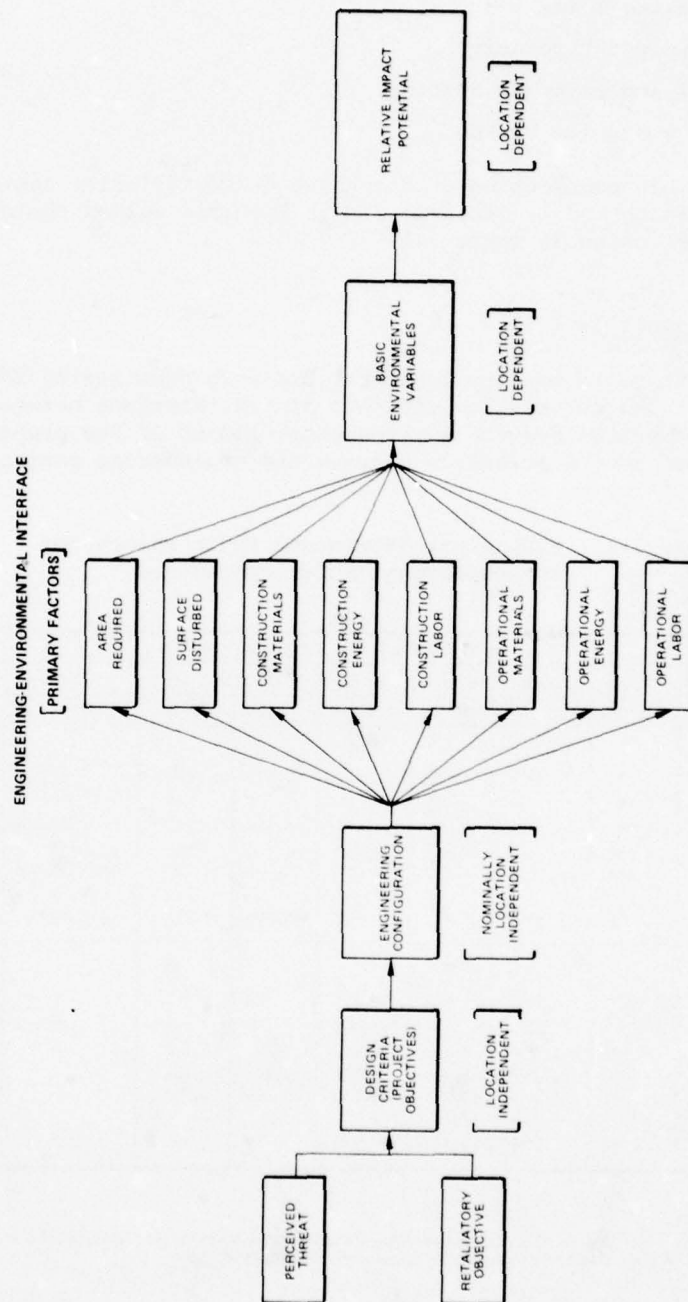 ENGINEERING-ENVIRONMENTAL INTERFACE
[PRIMARY FACTORS]
PERCEIVED
THREAT
RETALIATORY
OBJECTIVE
DESIGN
CRITERIA
(PROJECT
OBJECTIVES)
[LOCATION
INDEPENDENT]
ENGINEERING
CONFIGURATION
[NOMINALLY
LOCATION
INDEPENDENT]
AREA
REQUIRED
SURFACE
DISTURBED
CONSTRUCTION
MATERIALS
CONSTRUCTION
ENERGY
CONSTRUCTION
LABOR
OPERATIONAL
MATERIALS
OPERATIONAL
ENERGY
OPERATIONAL
LABOR
BASIC
ENVIRONMENTAL
VARIABLES
[LOCATION
DEPENDENT]
RELATIVE IMPACT
POTENTIAL
[LOCATION
DEPENDENT]